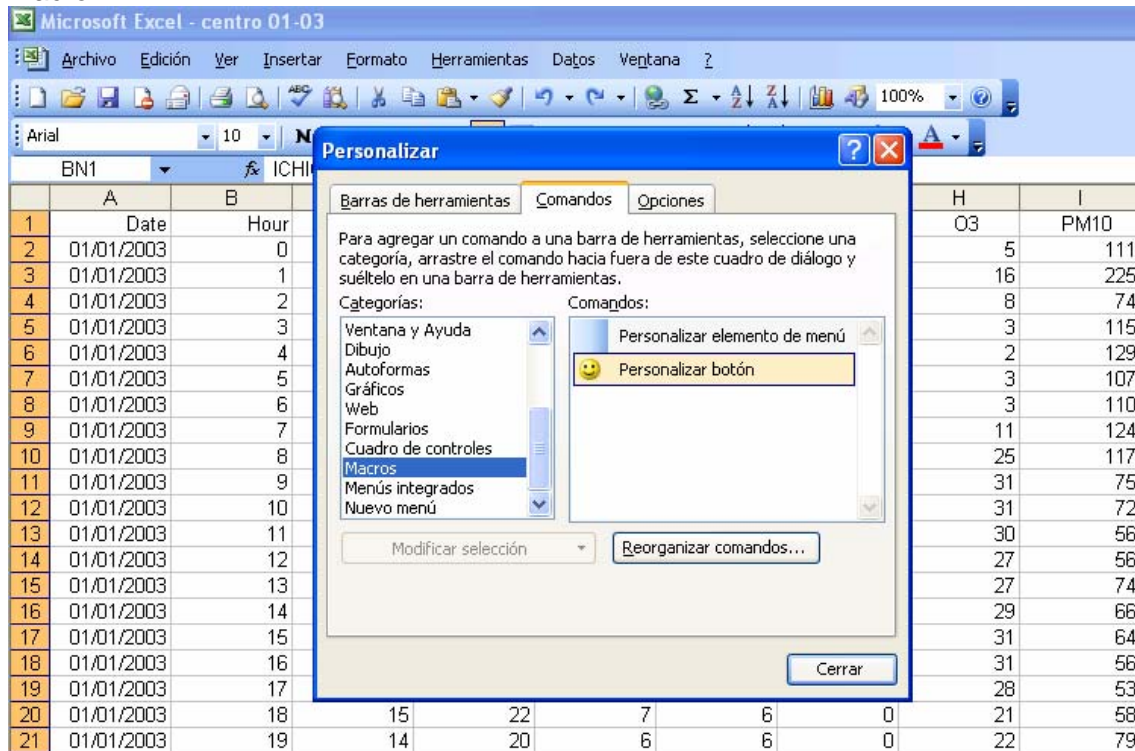 Microsoft Excel - centro 01-03
Archivo Edición Ver Insertar Formato Herramientas Datos Ventana ?
ABC Σ A Z Z A 100%
Arial 10 N A
BN1 fx
Personalizar
Barras de herramientas Comandos Opciones
Para agregar un comando a una barra de herramientas, seleccione una
categoría, arrastre el comando hacia fuera de este cuadro de diálogo y
suéltelo en una barra de herramientas.
Categorías:
Ventana y Ayuda
Dibujo
Autoformas
Gráficos
Web
Formularios
Cuadro de controles
Macros
Menús integrados
Nuevo menú
Comandos:
Personalizar elemento de menú
Personalizar botón
Modificar selección
Reorganizar comandos...
Cerrar
A B H I
1 Date Hour O3 PM10
2 01/01/2003 0 5 111
3 01/01/2003 1 16 225
4 01/01/2003 2 8 74
5 01/01/2003 3 3 115
6 01/01/2003 4 2 129
7 01/01/2003 5 3 107
8 01/01/2003 6 3 110
9 01/01/2003 7 11 124
10 01/01/2003 8 25 117
11 01/01/2003 9 31 75
12 01/01/2003 10 31 72
13 01/01/2003 11 30 56
14 01/01/2003 12 27 56
15 01/01/2003 13 27 74
16 01/01/2003 14 29 66
17 01/01/2003 15 31 64
18 01/01/2003 16 31 56
19 01/01/2003 17 28 53
20 01/01/2003 18 15 22 7 6 0 21 58
21 01/01/2003 19 14 20 6 6 0 22 79